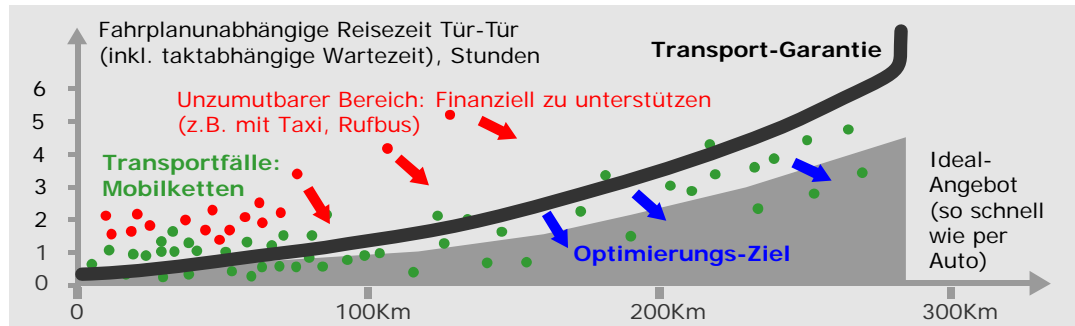 Fahrplanunabhängige Reisezeit Tür-Tür
(inkl. taktabhängige Wartezeit), Stunden
Transport-Garantie
Unzumutbarer Bereich: Finanziell zu unterstützen
(z.B. mit Taxi, Rufbus)
Transportfälle:
Mobilketten
Ideal-
Angebot
(so schnell
wie per
Auto)
Optimierungs-Ziel
6
5
4
3
2
1
0
0
100Km
200Km
300Km